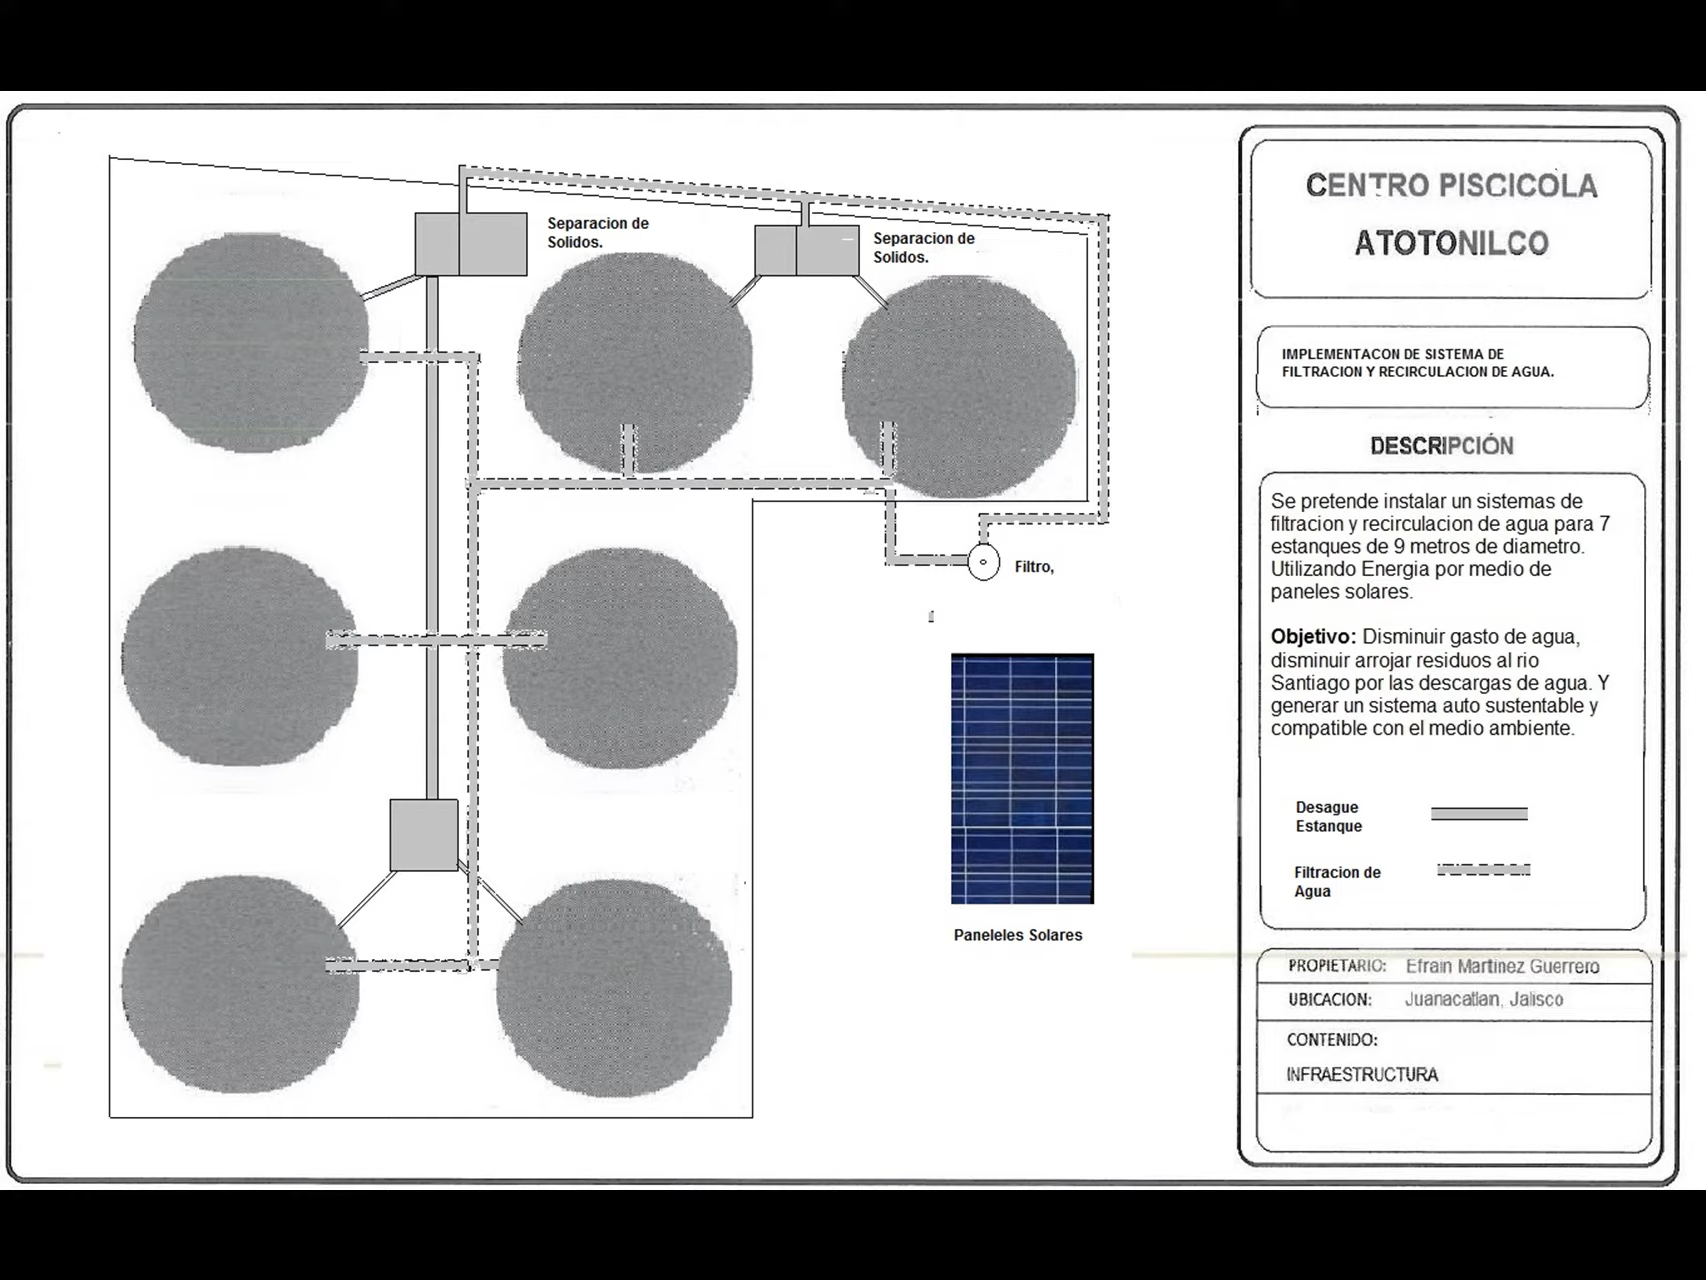 Separacion de
Solidos.
Separacion de
Solidos.
Filtro,
Paneleles Solares
CENTRO PISCICOLA
ATOTONILCO
IMPLEMENTACON DE SISTEMA DE
FILTRACION Y RECIRCULACION DE AGUA.
DESCRIPCIÓN
Se pretende instalar un sistemas de
filtracion y recirculacion de agua para 7
estanques de 9 metros de diametro.
Utilizando Energia por medio de
paneles solares.
Objetivo: Disminuir gasto de agua,
disminuir arrojar residuos al rio
Santiago por las descargas de agua. Y
generar un sistema auto sustentable y
compatible con el medio ambiente.
Desague
Estanque
Filtracion de
Agua
PROPIETARIO: Efrain Martinez Guerrero
UBICACION: Juanacatlan, Jalisco
CONTENIDO:
INFRAESTRUCTURA